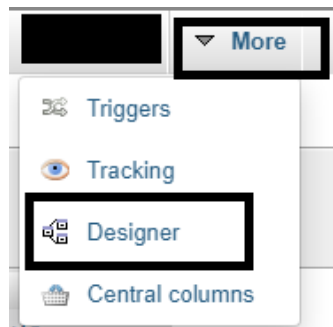 More
Triggers
Tracking
Designer
Central columns